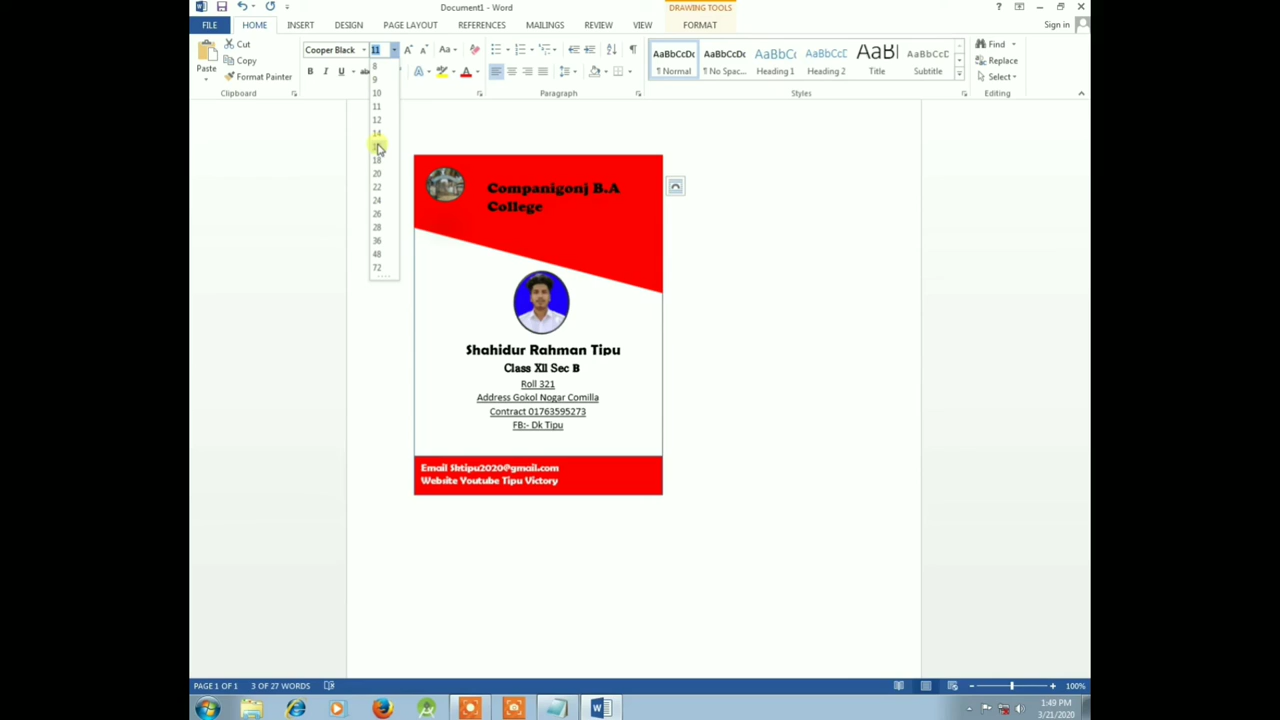 Document1 - Word
DRAWING TOOLS
Sign in
FILE HOME INSERT DESIGN PAGE LAYOUT REFERENCES MAILINGS REVIEW VIEW FORMAT
Paste
Cut
Copy
Format Painter
Cooper Black 11
B I U
Aa
A
AaBbCcDc AaBbCcDc AaBbCc AaBbCcD AaBl AaBbCcD
¶ Normal ¶ No Spac... Heading 1 Heading 2 Title Subtitle
Find
Replace
Select
Clipboard Paragraph Styles Editing
8
9
10
11
12
14
18
20
22
24
26
28
36
48
72
Companigonj B.A
College
Shahidur Rahman Tipu
Class XII Sec B
Roll 321
Address Gokol Nogar Comilla
Contract 01763595273
FB:- Dk Tipu
Email Sktipu2020@gmail.com
Website Youtube Tipu Victory
PAGE 1 OF 1 3 OF 27 WORDS
100%
1:49 PM
3/21/2020